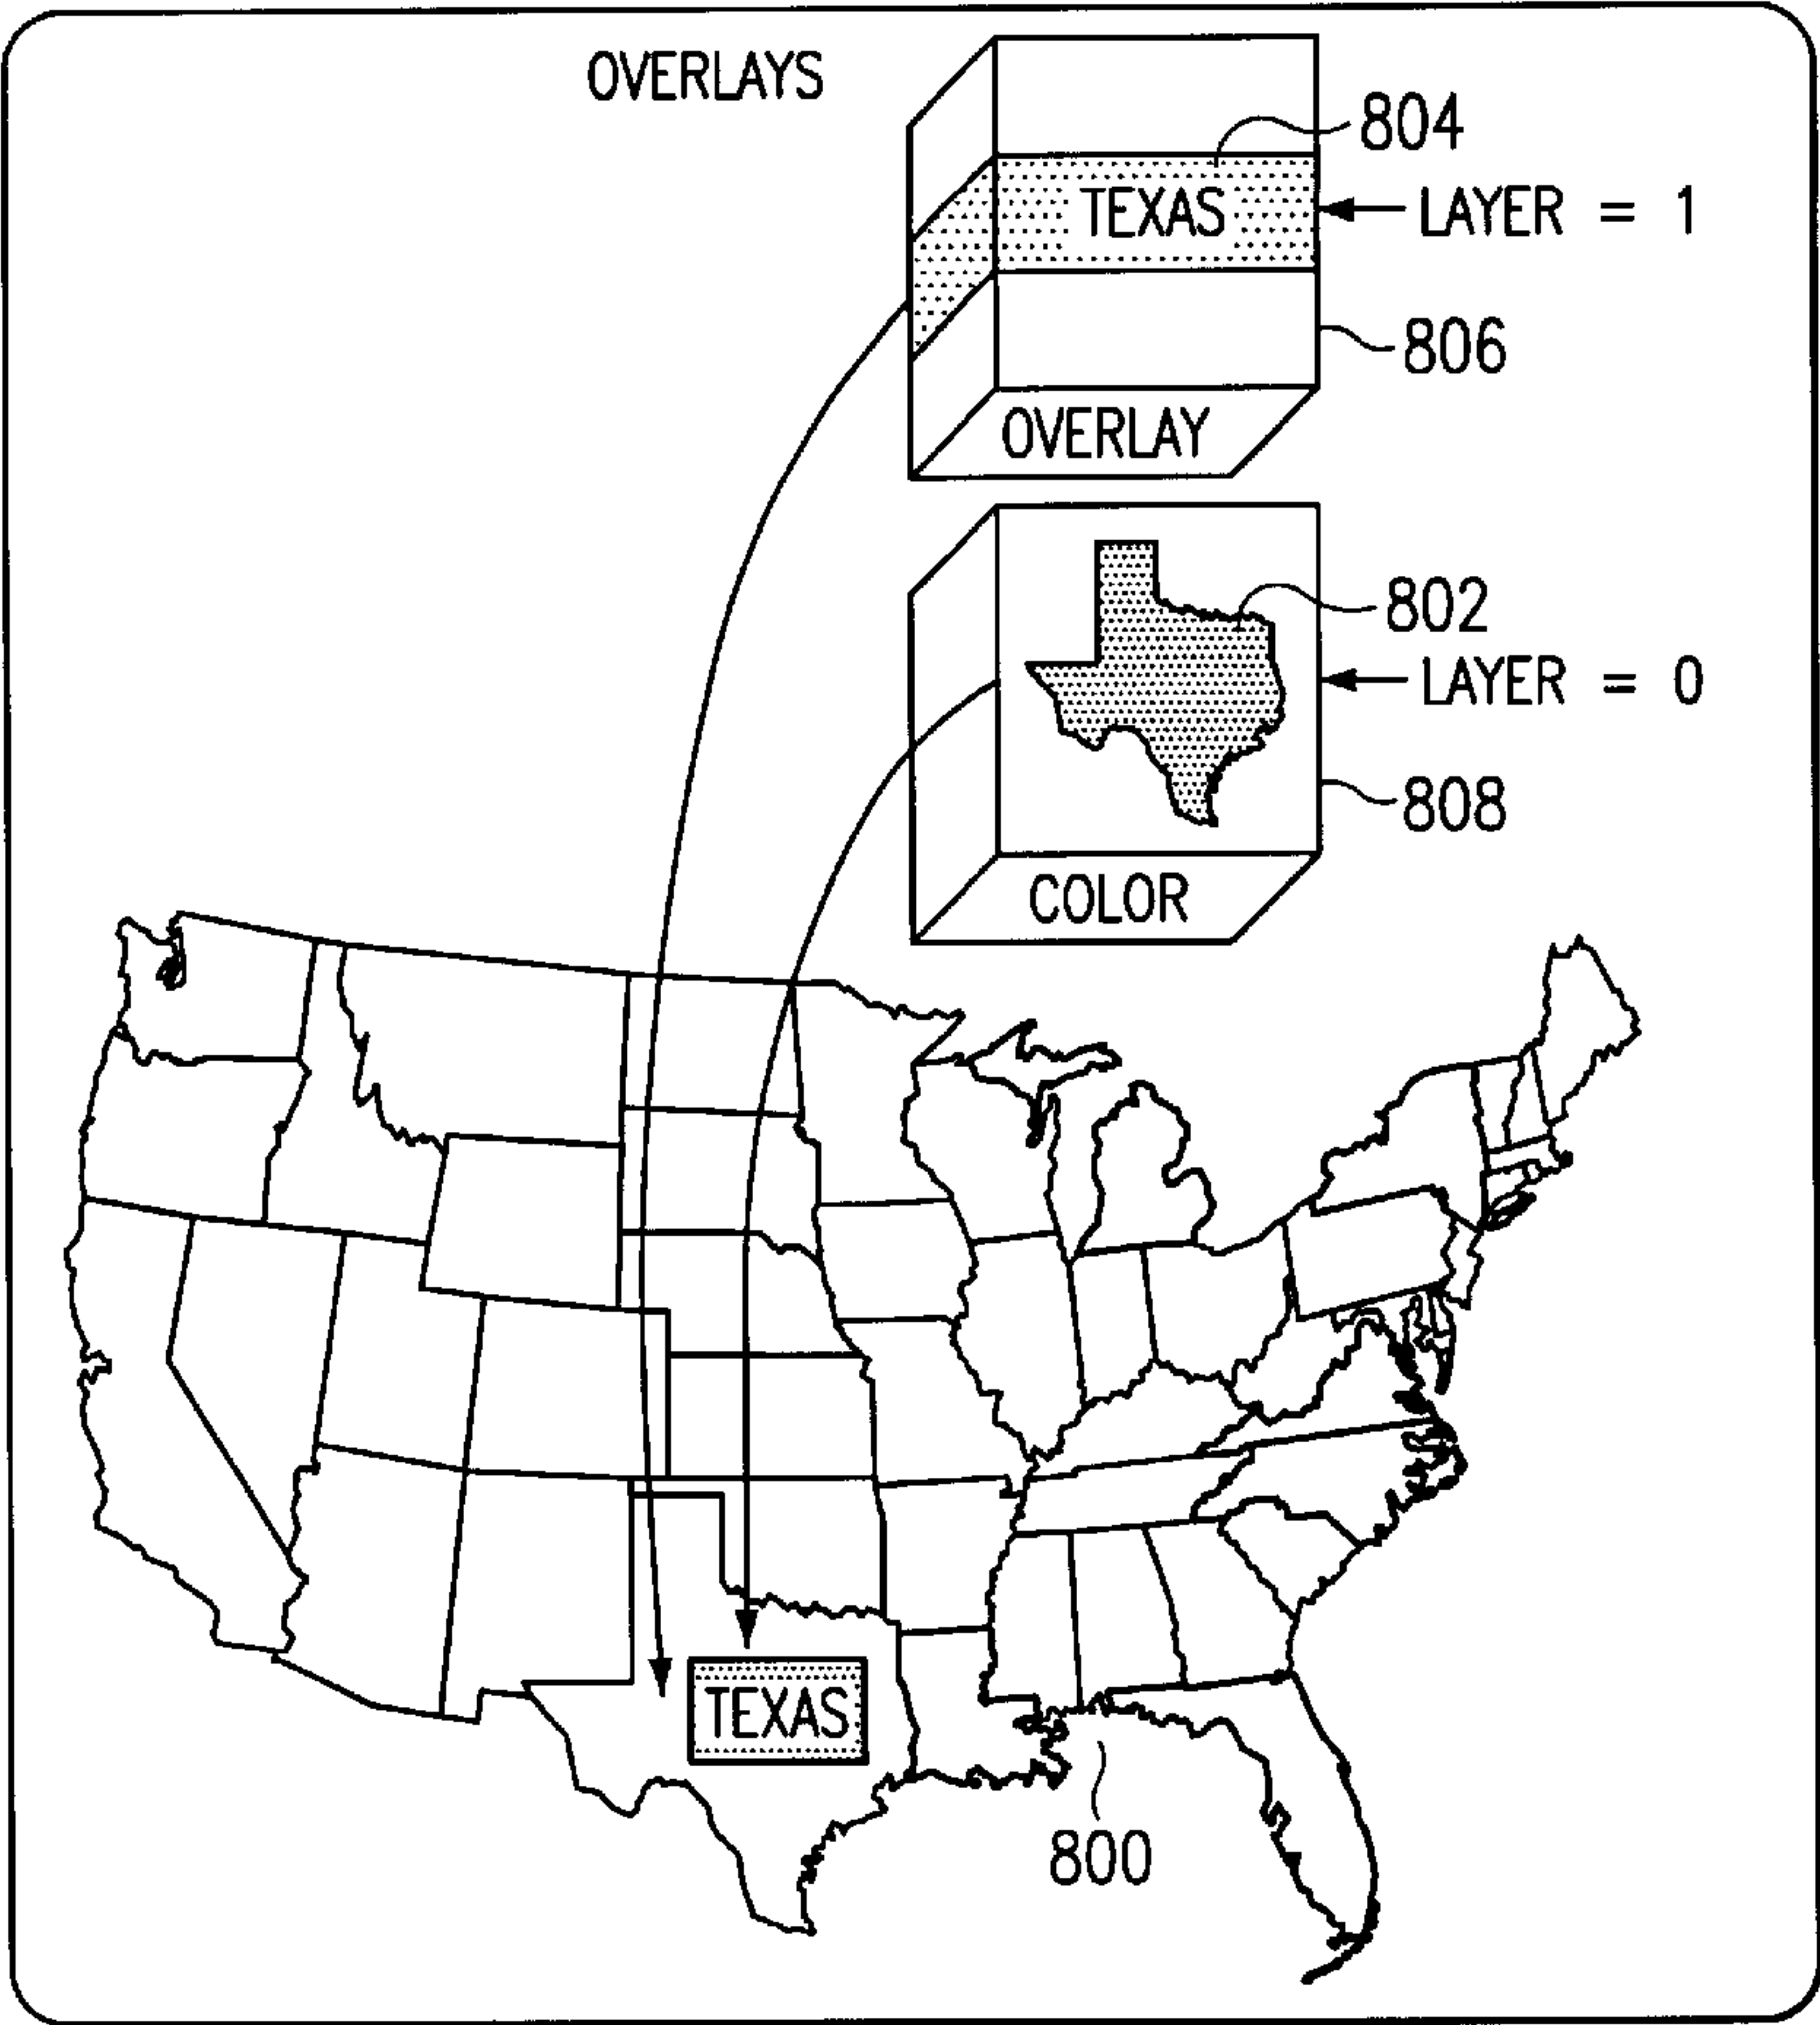 OVERLAYS
804
TEXAS
LAYER = 1
806
OVERLAY
802
LAYER = 0
808
COLOR
TEXAS
800